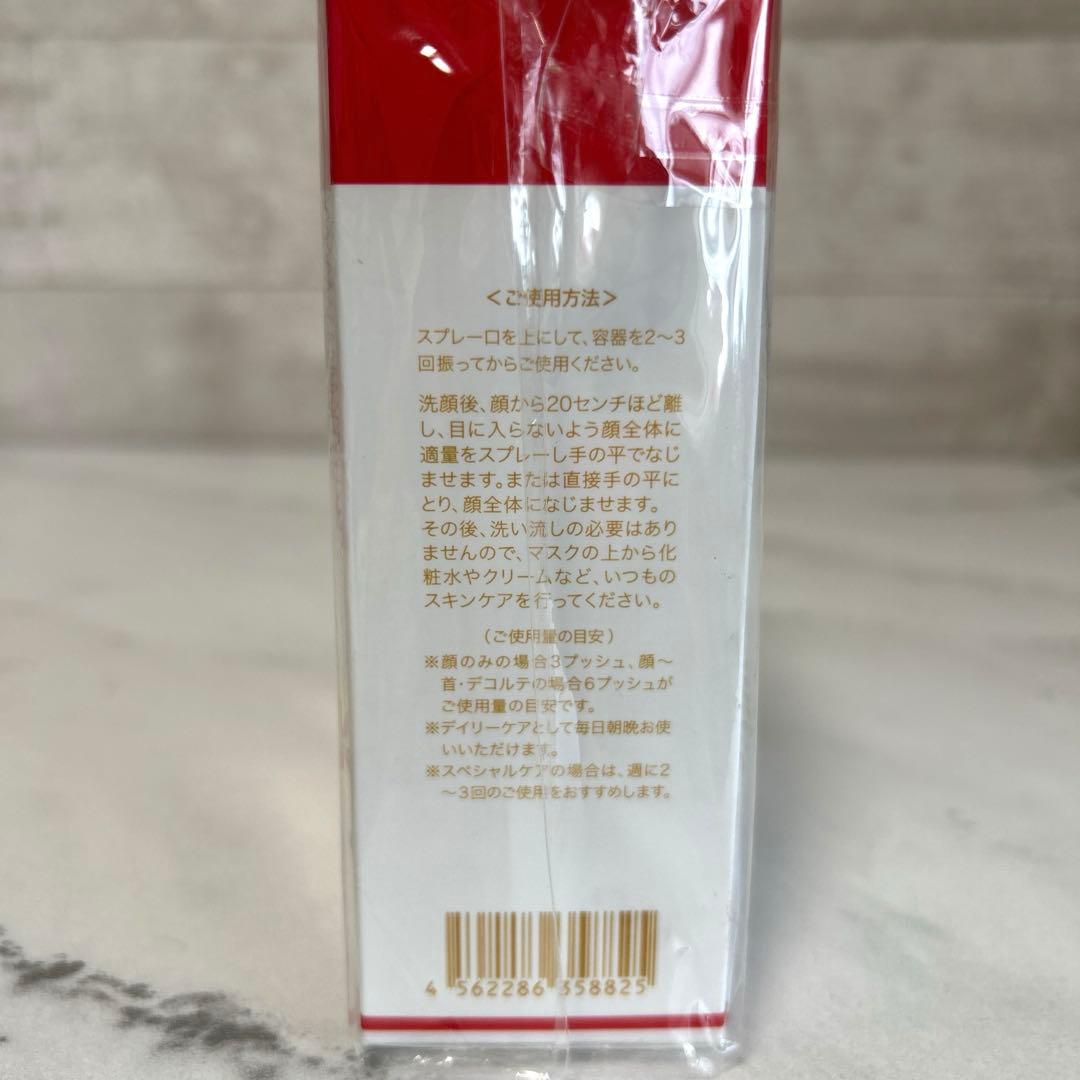 ＜ご使用方法＞
スプレー口を上にして、容器を2～3
回振ってからご使用ください。
洗顔後、顔から20センチほど離
し、目に入らないよう顔全体に
適量をスプレーし手の平でなじ
ませます。または直接手の平に
とり、顔全体になじませます。
その後、洗い流しの必要はあり
ませんので、マスクの上から化
粧水やクリームなど、いつもの
スキンケアを行ってください。
（ご使用量の目安）
※顔のみの場合3プッシュ、顔～
首・デコルテの場合6プッシュが
ご使用量の目安です。
※デイリーケアとして毎日朝晩お使
いいただけます。
※スペシャルケアの場合は、週に2
～3回のご使用をおすすめします。
4 562286 358825